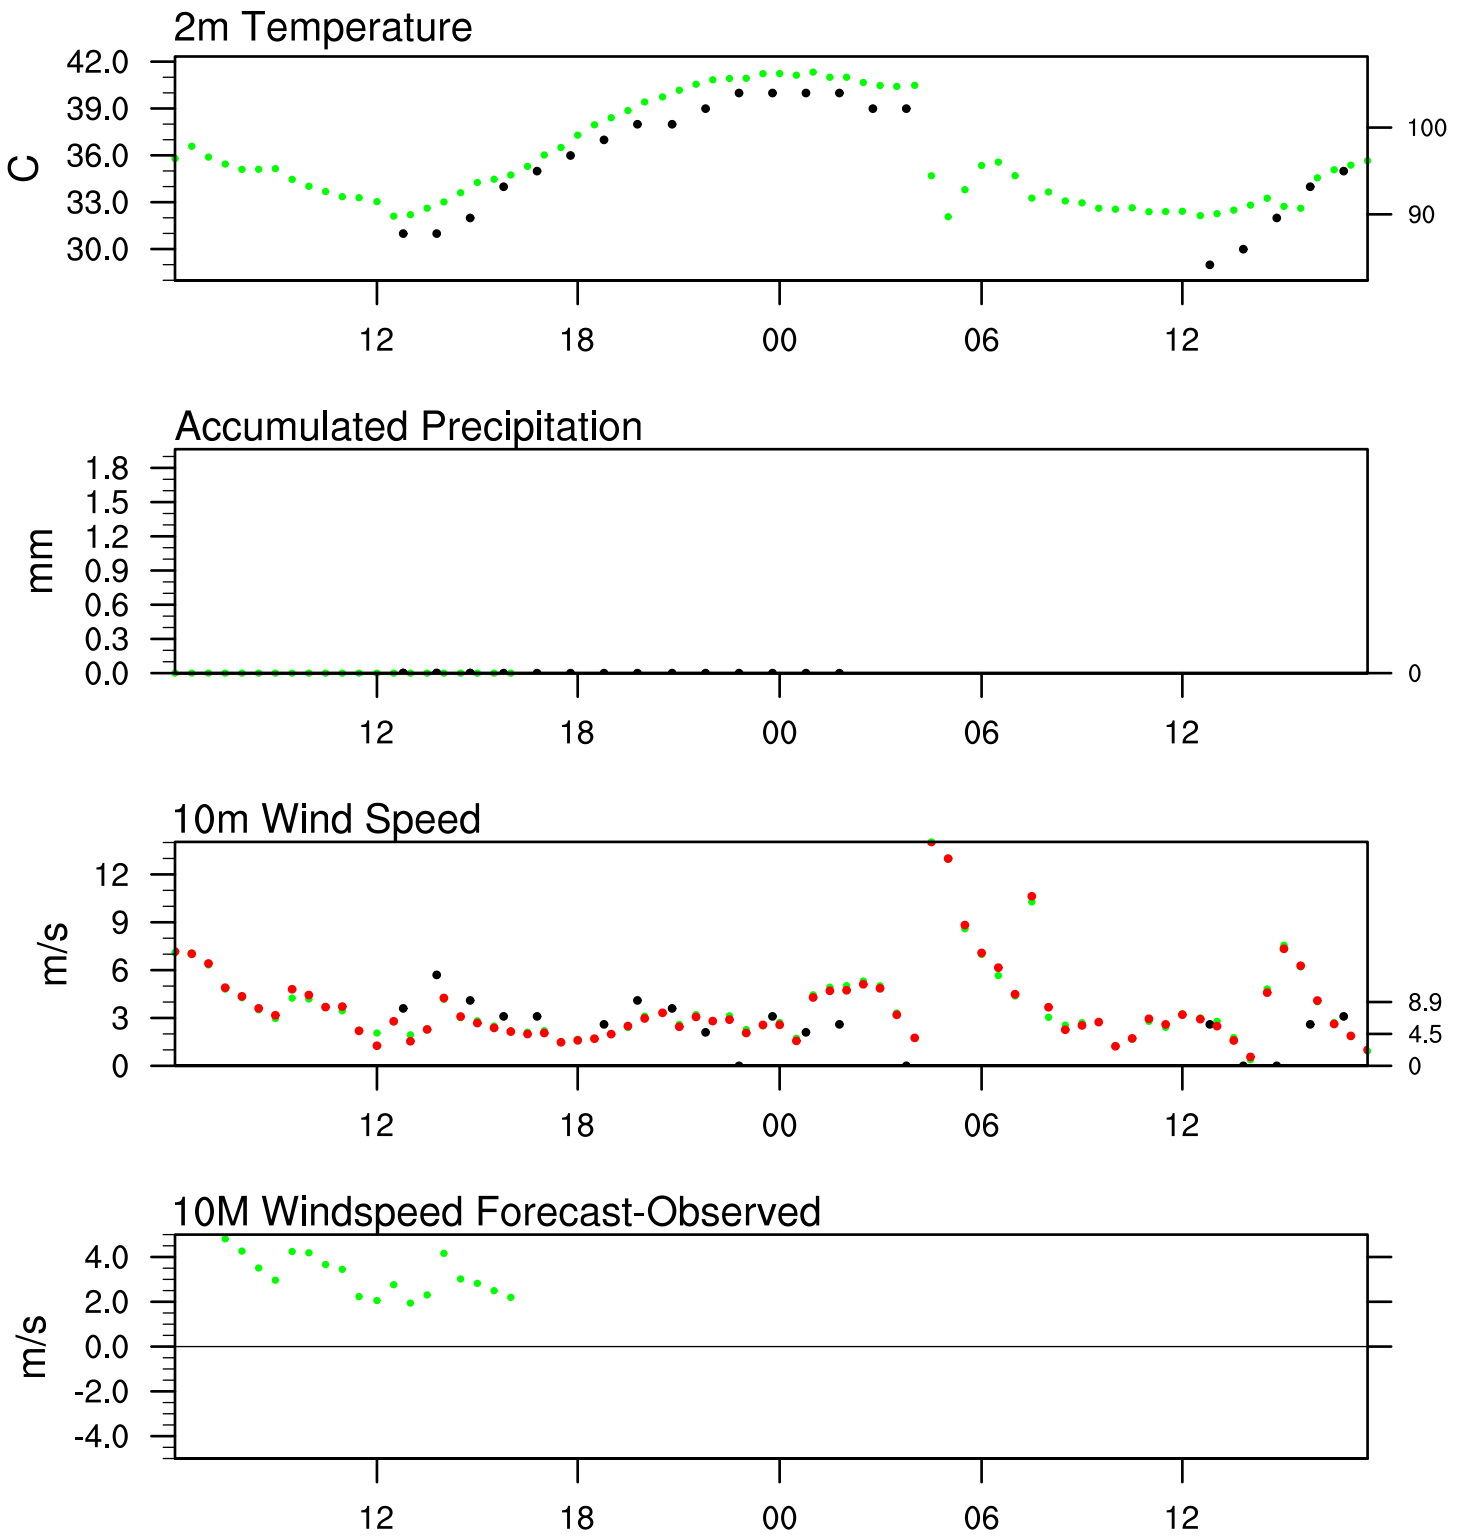 2m Temperature
42.0
39.0
36.0
33.0
30.0
C
100
90
12 18 00 06 12
Accumulated Precipitation
1.8
1.5
1.2
0.9
0.6
0.3
0.0
mm
0
12 18 00 06 12
10m Wind Speed
12
9
6
3
0
m/s
8.9
4.5
0
12 18 00 06 12
10M Windspeed Forecast-Observed
4.0
2.0
0.0
-2.0
-4.0
m/s
12 18 00 06 12